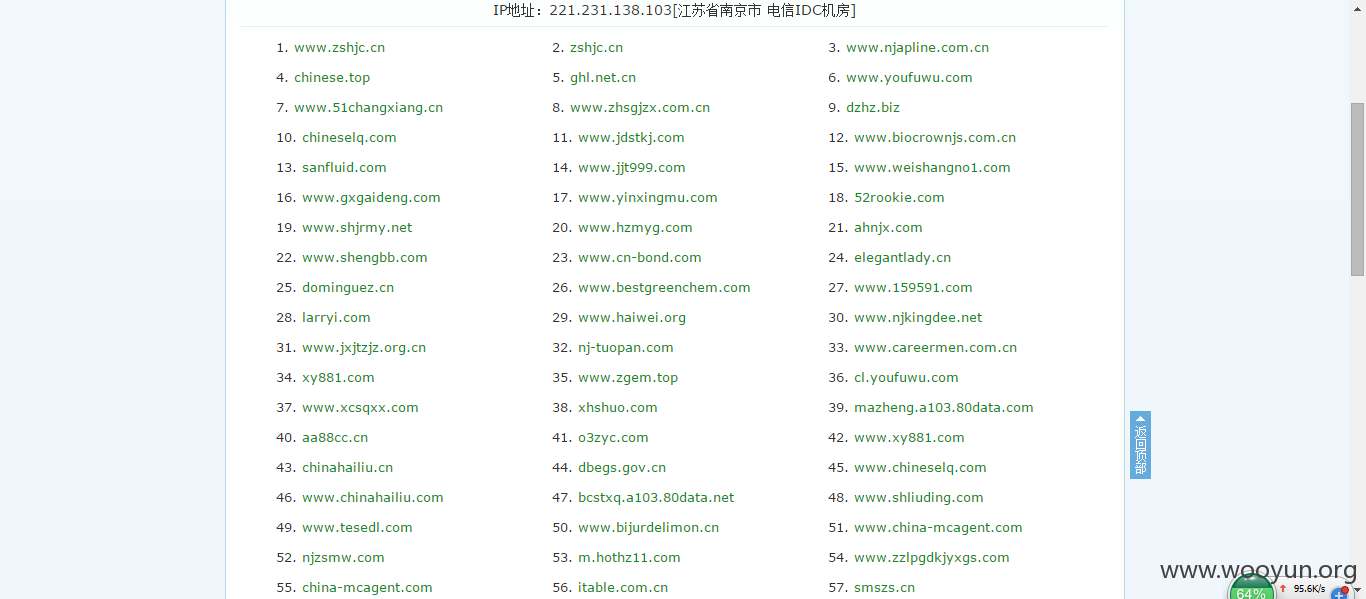 IP地址：221.231.138.103[江苏省南京市 电信IDC机房]
1. www.zshjc.cn 2. zshjc.cn 3. www.njapline.com.cn
4. chinese.top 5. ghl.net.cn 6. www.youfuwu.com
7. www.51changxiang.cn 8. www.zhsgjzx.com.cn 9. dzhz.biz
10. chineselq.com 11. www.jdstkj.com 12. www.biocrownjs.com.cn
13. sanfluid.com 14. www.jjt999.com 15. www.weishangno1.com
16. www.gxgaideng.com 17. www.yinxingmu.com 18. 52rookie.com
19. www.shjrmy.net 20. www.hzmyg.com 21. ahnjx.com
22. www.shengbb.com 23. www.cn-bond.com 24. elegantlady.cn
25. dominguez.cn 26. www.bestgreenchem.com 27. www.159591.com
28. larryi.com 29. www.haiwei.org 30. www.njkingdee.net
31. www.jxjtzjz.org.cn 32. nj-tuopan.com 33. www.careermen.com.cn
34. xy881.com 35. www.zgem.top 36. cl.youfuwu.com
37. www.xcsqxx.com 38. xhshuo.com 39. mazheng.a103.80data.com
40. aa88cc.cn 41. o3zyc.com 42. www.xy881.com
43. chinahailiu.cn 44. dbegs.gov.cn 45. www.chineselq.com
46. www.chinahailiu.com 47. bcstxq.a103.80data.net 48. www.shliuding.com
49. www.tesedl.com 50. www.bijurdelimon.cn 51. www.china-mcagent.com
52. njzsmw.com 53. m.hothz11.com 54. www.zzlpgdkjyxgs.com
55. china-mcagent.com 56. itable.com.cn 57. smszs.cn
返回顶部
www.wooyun.org
64% 95.6K/s